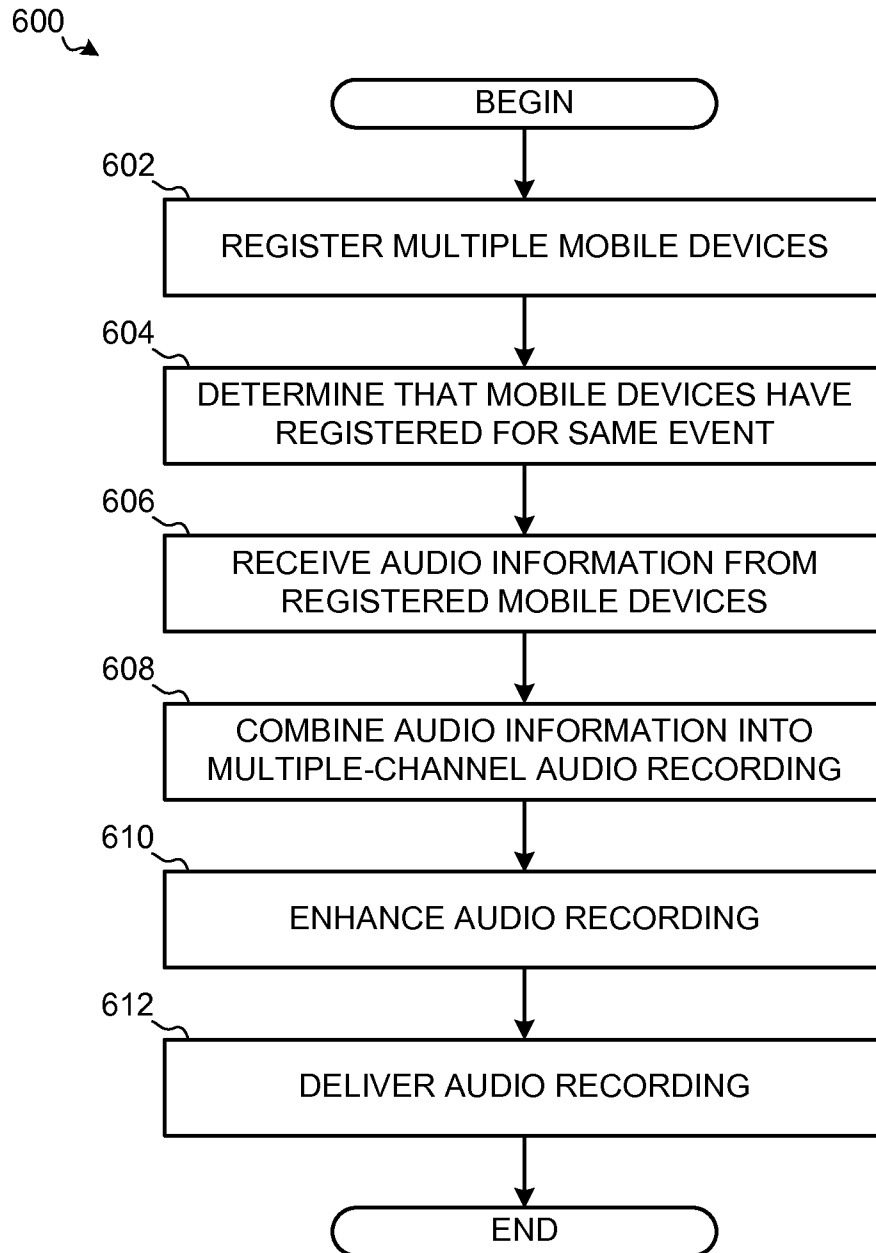 600
BEGIN
602
REGISTER MULTIPLE MOBILE DEVICES
604
DETERMINE THAT MOBILE DEVICES HAVE
REGISTERED FOR SAME EVENT
606
RECEIVE AUDIO INFORMATION FROM
REGISTERED MOBILE DEVICES
608
COMBINE AUDIO INFORMATION INTO
MULTIPLE-CHANNEL AUDIO RECORDING
610
ENHANCE AUDIO RECORDING
612
DELIVER AUDIO RECORDING
END